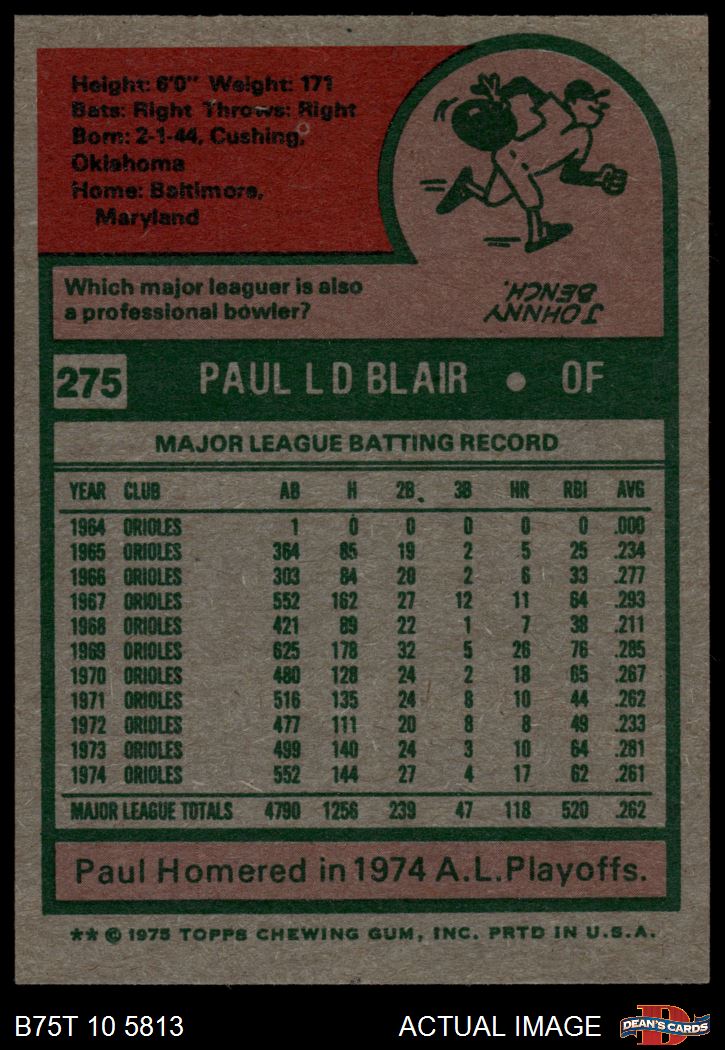 Height: 6'0" Weight: 171
Bats: Right Throws: Right
Born: 2-1-44, Cushing,
Oklahoma
Home: Baltimore,
Maryland
Which major leaguer is also
a professional bowler?
JOHNNY
BENCH.
275 PAUL L D BLAIR • OF
MAJOR LEAGUE BATTING RECORD
YEAR CLUB AB H 2B 3B HR RBI AVG
1964 ORIOLES 1 0 0 0 0 0 .000
1965 ORIOLES 364 85 19 2 5 25 .234
1966 ORIOLES 303 84 20 2 6 33 .277
1967 ORIOLES 552 162 27 12 11 64 .293
1968 ORIOLES 421 89 22 1 7 38 .211
1969 ORIOLES 625 178 32 5 26 76 .285
1970 ORIOLES 480 128 24 2 18 65 .267
1971 ORIOLES 516 135 24 8 10 44 .262
1972 ORIOLES 477 111 20 8 8 49 .233
1973 ORIOLES 499 140 24 3 10 64 .281
1974 ORIOLES 552 144 27 4 17 62 .261
MAJOR LEAGUE TOTALS 4790 1256 239 47 118 520 .262
Paul Homered in 1974 A.L. Playoffs.
** © 1975 TOPPS CHEWING GUM, INC. PRTD IN U.S.A.
B75T 10 5813 ACTUAL IMAGE D DEAN'S CARDS